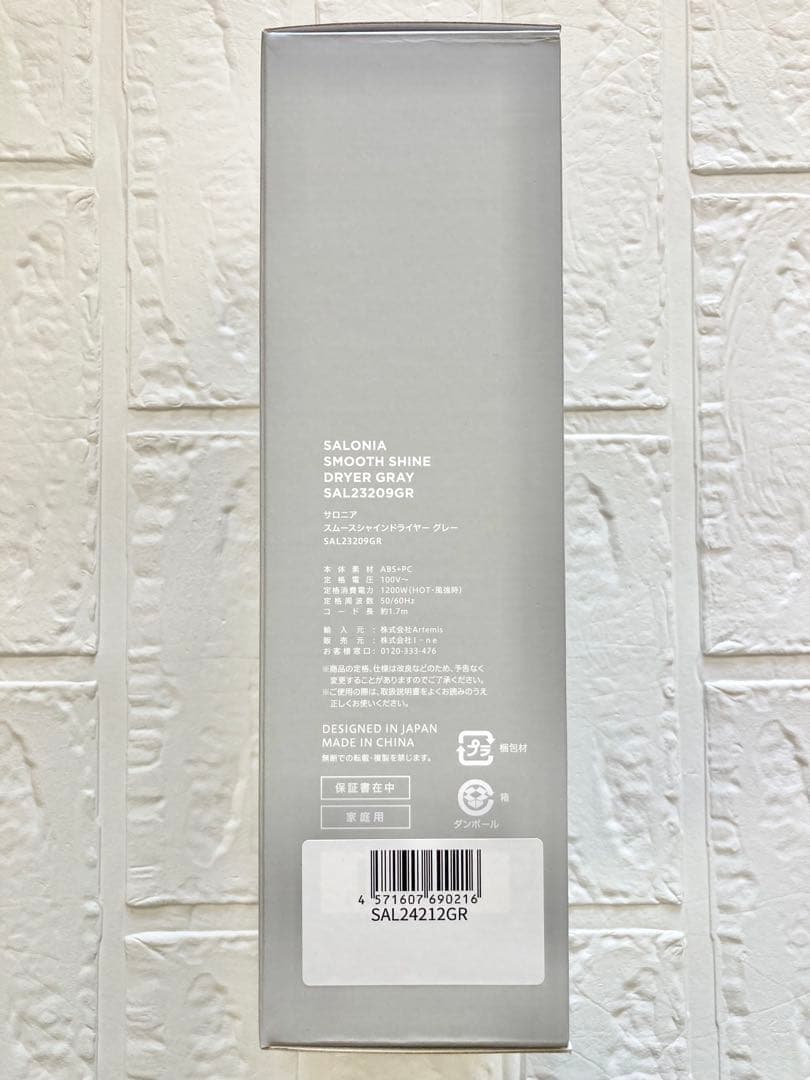 SALONIA
SMOOTH SHINE
DRYER GRAY
SAL23209GR
サロニア
スムースシャインドライヤー グレー
SAL23209GR
本体素材 ABS+PC
定格電圧 100V～
定格消費電力 1200W（HOT・風強時）
定格周波数 50/60Hz
コード長 約1.7m
輸入元：株式会社Artemis
販売元：株式会社I-ne
お客様窓口：0120-333-476
※商品の定格、仕様は改良などのため、予告なく
変更することがありますのでご了承ください。
※ご使用の際は、取扱説明書をよくお読みのうえ
正しくお使いください。
DESIGNED IN JAPAN
MADE IN CHINA
無断での転載・複製を禁じます。
プラ 梱包材
保証書在中
箱
家庭用
ダンボール
4 571607 690216
SAL24212GR